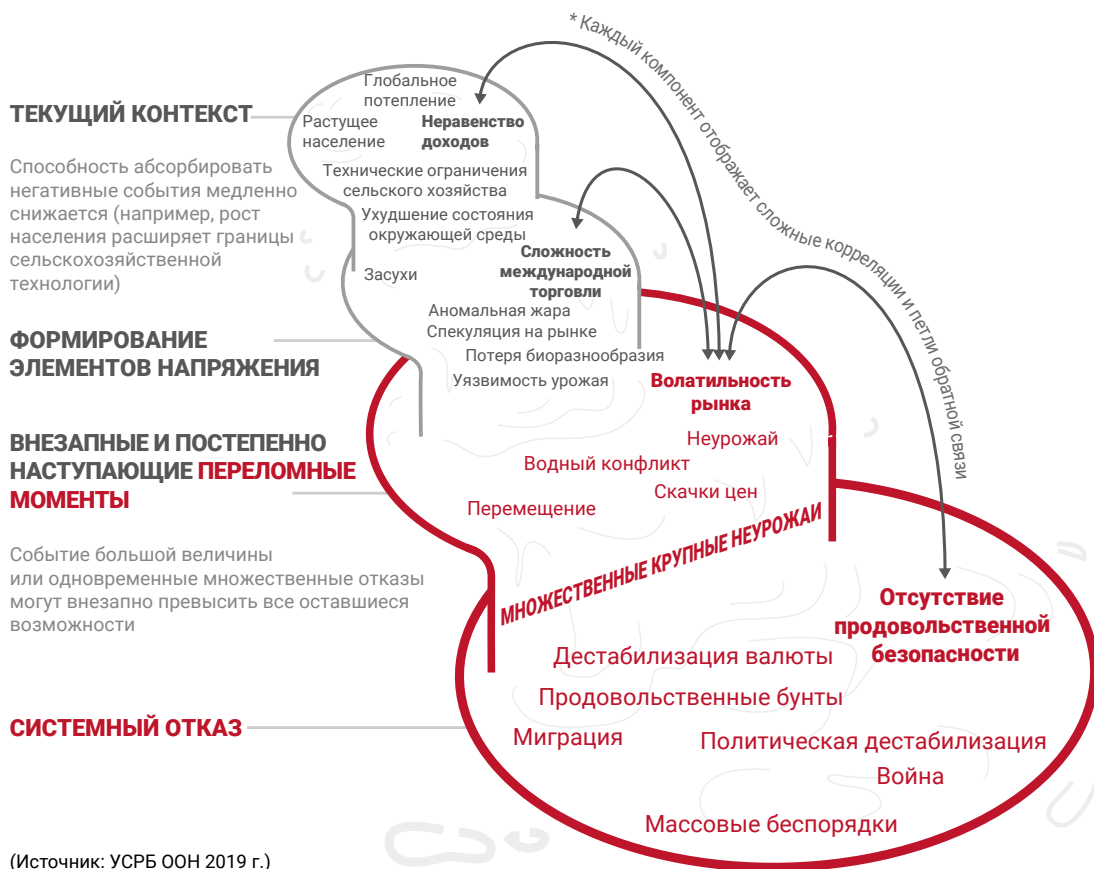 * Каждый компонент отображает сложные корреляции и петли обратной связи
ТЕКУЩИЙ КОНТЕКСТ
Способность абсорбировать
негативные события медленно
снижается (например, рост
населения расширяет границы
сельскохозяйственной
технологии)
Глобальное
потепление
Растущее
население
Неравенство
доходов
Технические ограничения
сельского хозяйства
Ухудшение состояния
окружающей среды
Засухи
Сложность
международной
торговли
Аномальная жара
Спекуляция на рынке
Потеря биоразнообразия
Уязвимость урожая
ФОРМИРОВАНИЕ
ЭЛЕМЕНТОВ НАПРЯЖЕНИЯ
Волатильность
рынка
Неурожай
Водный конфликт
Скачки цен
Перемещение
МНОЖЕСТВЕННЫЕ КРУПНЫЕ НЕУРОЖАИ
ВНЕЗАПНЫЕ И ПОСТЕПЕННО
НАСТУПАЮЩИЕ ПЕРЕЛОМНЫЕ
МОМЕНТЫ
Событие большой величины
или одновременные множественные отказы
могут внезапно превысить все оставшиеся
возможности
Отсутствие
продовольственной
безопасности
Дестабилизация валюты
Продовольственные бунты
Миграция
Политическая дестабилизация
Война
Массовые беспорядки
СИСТЕМНЫЙ ОТКАЗ
(Источник: УСРБ ООН 2019 г.)